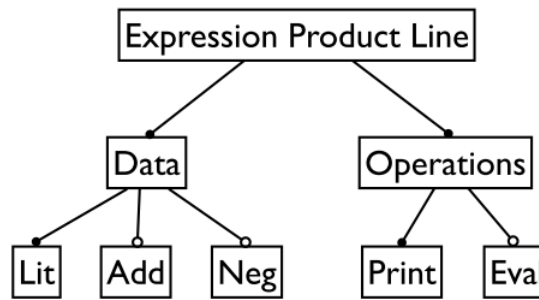 Expression Product Line
Data
Operations
Lit
Add
Neg
Print
Eval